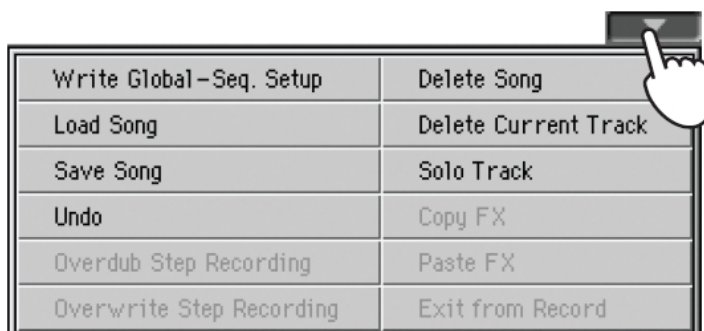 Write Global-Seq. Setup
Delete Song
Load Song
Delete Current Track
Save Song
Solo Track
Undo
Copy FX
Overdub Step Recording
Paste FX
Overwrite Step Recording
Exit from Record